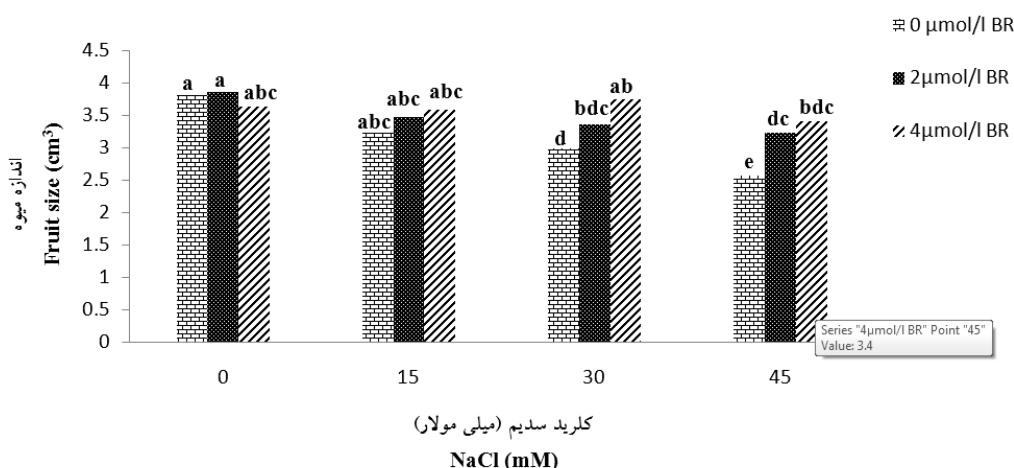 0 µmol/l BR
2µmol/l BR
4µmol/l BR
4.5
4
3.5
3
2.5
2
1.5
1
0.5
0
اندازه میوه
Fruit size (cm³)
a
a
abc
abc
abc
abc
d
bdc
ab
e
dc
bdc
Series "4µmol/l BR" Point "45"
Value: 3.4
0
15
30
45
کلرید سدیم (میلی مولار)
NaCl (mM)